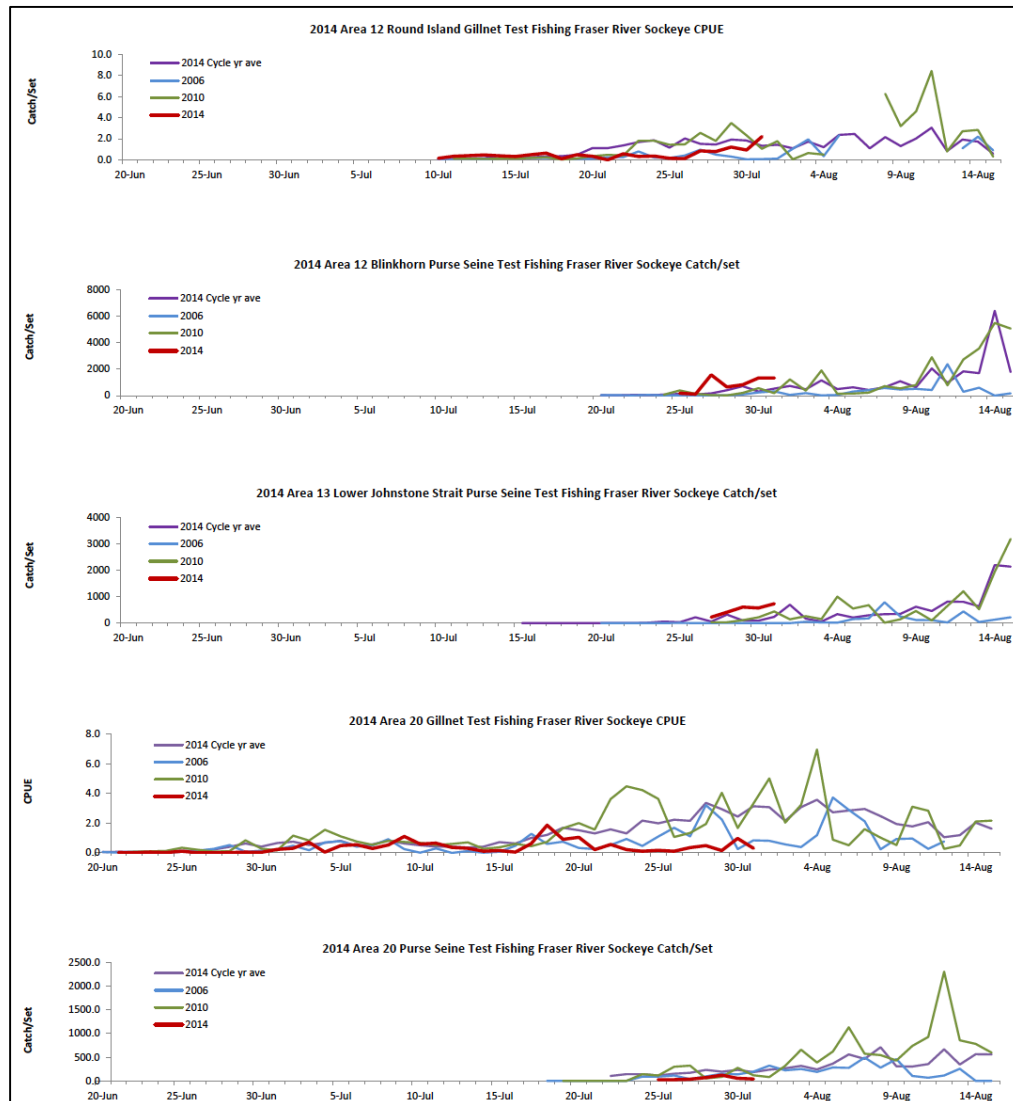 2014 Area 12 Round Island Gillnet Test Fishing Fraser River Sockeye CPUE
Catch/Set
10.0
8.0
6.0
4.0
2.0
0.0
2014 Cycle yr ave
2006
2010
2014
20-Jun 25-Jun 30-Jun 5-Jul 10-Jul 15-Jul 20-Jul 25-Jul 30-Jul 4-Aug 9-Aug 14-Aug
2014 Area 12 Blinkhorn Purse Seine Test Fishing Fraser River Sockeye Catch/set
Catch/Set
8000
6000
4000
2000
0
2014 Cycle yr ave
2006
2010
2014
20-Jun 25-Jun 30-Jun 5-Jul 10-Jul 15-Jul 20-Jul 25-Jul 30-Jul 4-Aug 9-Aug 14-Aug
2014 Area 13 Lower Johnstone Strait Purse Seine Test Fishing Fraser River Sockeye Catch/set
Catch/Set
4000
3000
2000
1000
0
2014 Cycle yr ave
2006
2010
2014
20-Jun 25-Jun 30-Jun 5-Jul 10-Jul 15-Jul 20-Jul 25-Jul 30-Jul 4-Aug 9-Aug 14-Aug
2014 Area 20 Gillnet Test Fishing Fraser River Sockeye CPUE
CPUE
8.0
6.0
4.0
2.0
0.0
2014 Cycle yr ave
2006
2010
2014
20-Jun 25-Jun 30-Jun 5-Jul 10-Jul 15-Jul 20-Jul 25-Jul 30-Jul 4-Aug 9-Aug 14-Aug
2014 Area 20 Purse Seine Test Fishing Fraser River Sockeye Catch/Set
Catch/Set
2500.0
2000.0
1500.0
1000.0
500.0
0.0
2014 Cycle yr ave
2006
2010
2014
20-Jun 25-Jun 30-Jun 5-Jul 10-Jul 15-Jul 20-Jul 25-Jul 30-Jul 4-Aug 9-Aug 14-Aug